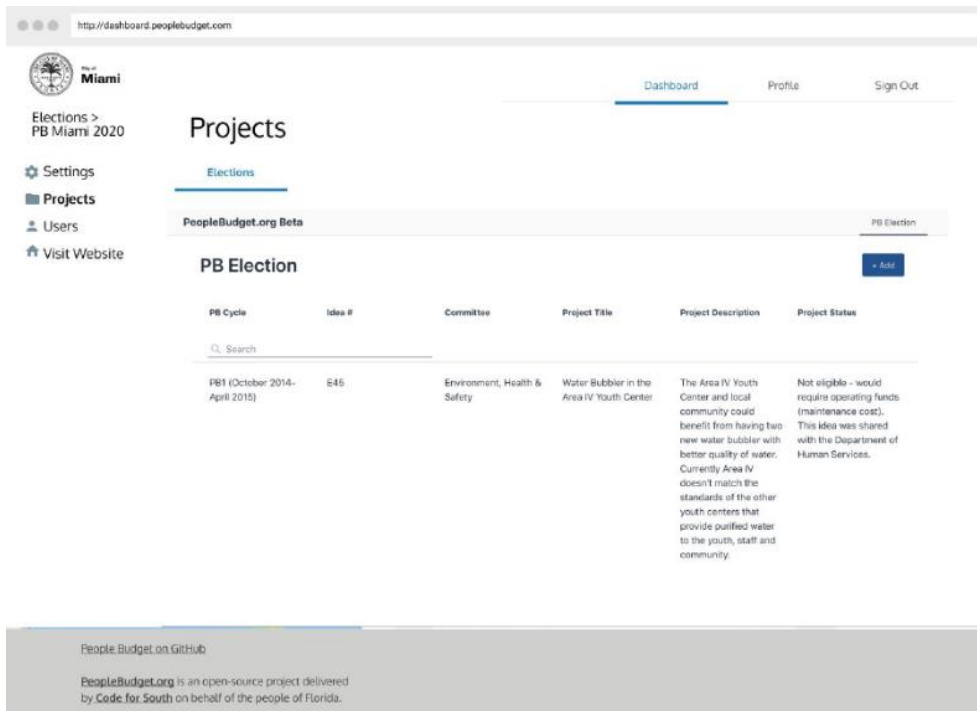 http://dashboard.peoplebudget.com
City of
Miami
Dashboard
Profile
Sign Out
Elections >
PB Miami 2020
Projects
Settings
Projects
Users
Visit Website
Elections
PeopleBudget.org Beta
PB Election
PB Election
+ Add
PB Cycle
Idea #
Committee
Project Title
Project Description
Project Status
Search
PB1 (October 2014-
April 2015)
E45
Environment, Health &
Safety
Water Bubbler in the
Area IV Youth Center
The Area IV Youth
Center and local
community could
benefit from having two
new water bubbler with
better quality of water.
Currently Area IV
doesn't match the
standards of the other
youth centers that
provide purified water
to the youth, staff and
community.
Not eligible - would
require operating funds
(maintenance cost).
This idea was shared
with the Department of
Human Services.
People Budget on GitHub
PeopleBudget.org is an open-source project delivered
by Code for South on behalf of the people of Florida.